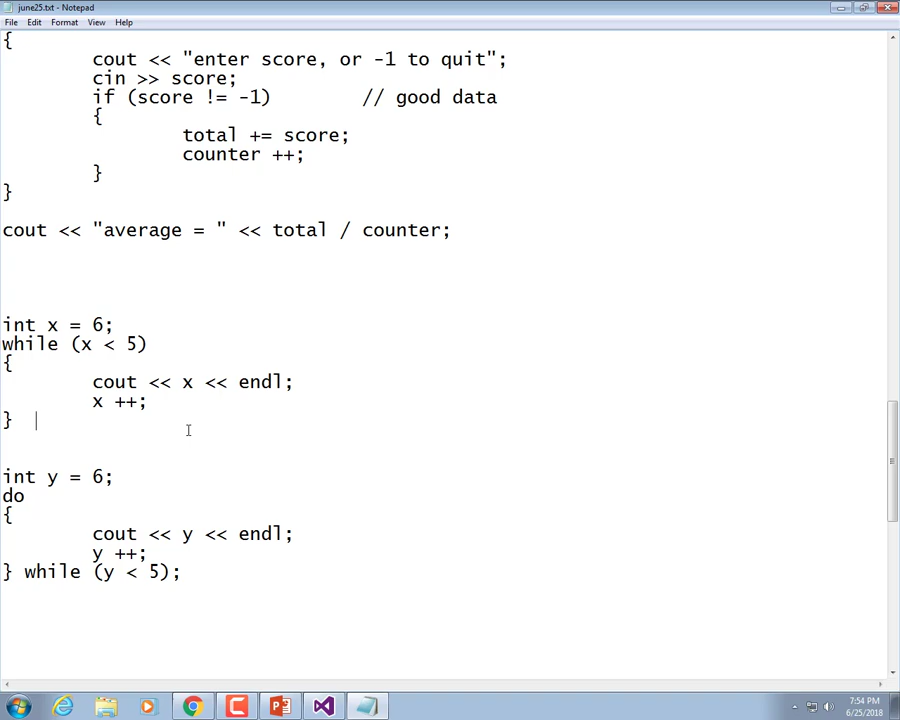 june25.txt - Notepad
File Edit Format View Help
{
cout << "enter score, or -1 to quit";
cin >> score;
if (score != -1) // good data
{
total += score;
counter ++;
}
}
cout << "average = " << total / counter;
int x = 6;
while (x < 5)
{
cout << x << endl;
x ++;
}
int y = 6;
do
{
cout << y << endl;
y ++;
} while (y < 5);
7:54 PM
6/25/2018